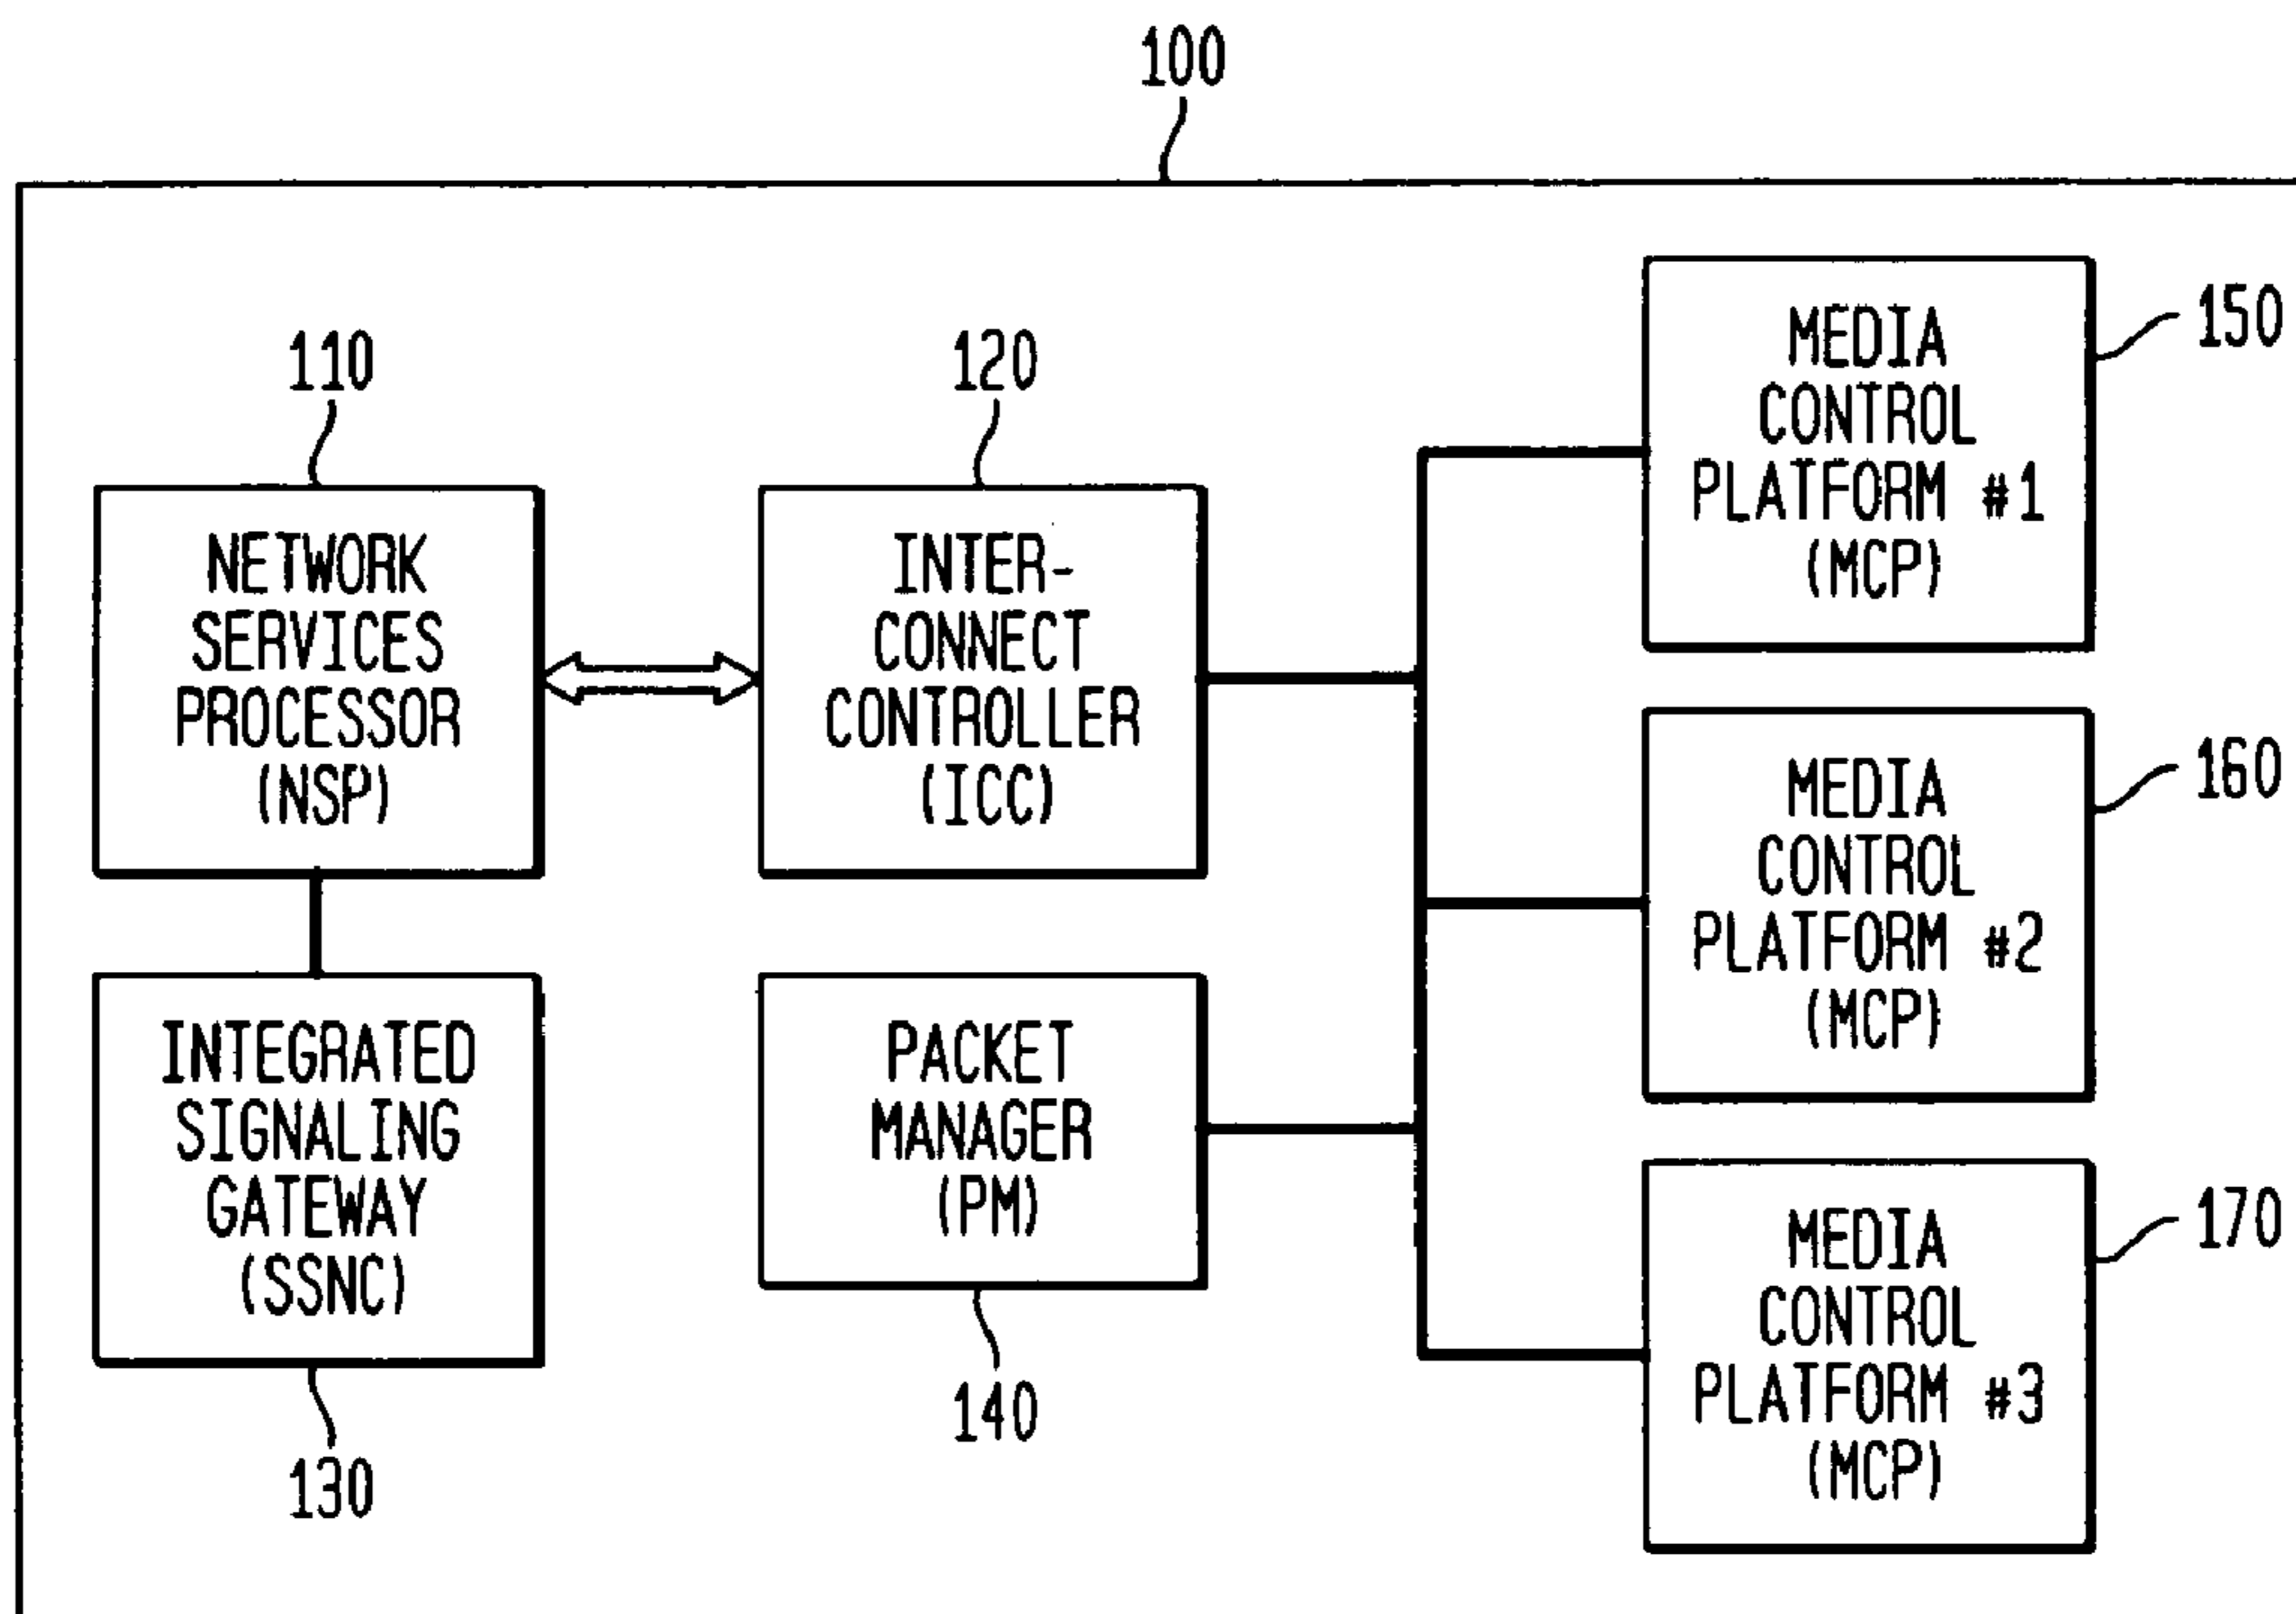 100
110
NETWORK
SERVICES
PROCESSOR
(NSP)
120
INTER-
CONNECT
CONTROLLER
(ICC)
INTEGRATED
SIGNALING
GATEWAY
(SSNC)
130
PACKET
MANAGER
(PM)
140
MEDIA
CONTROL
PLATFORM #1
(MCP)
150
MEDIA
CONTROL
PLATFORM #2
(MCP)
160
MEDIA
CONTROL
PLATFORM #3
(MCP)
170